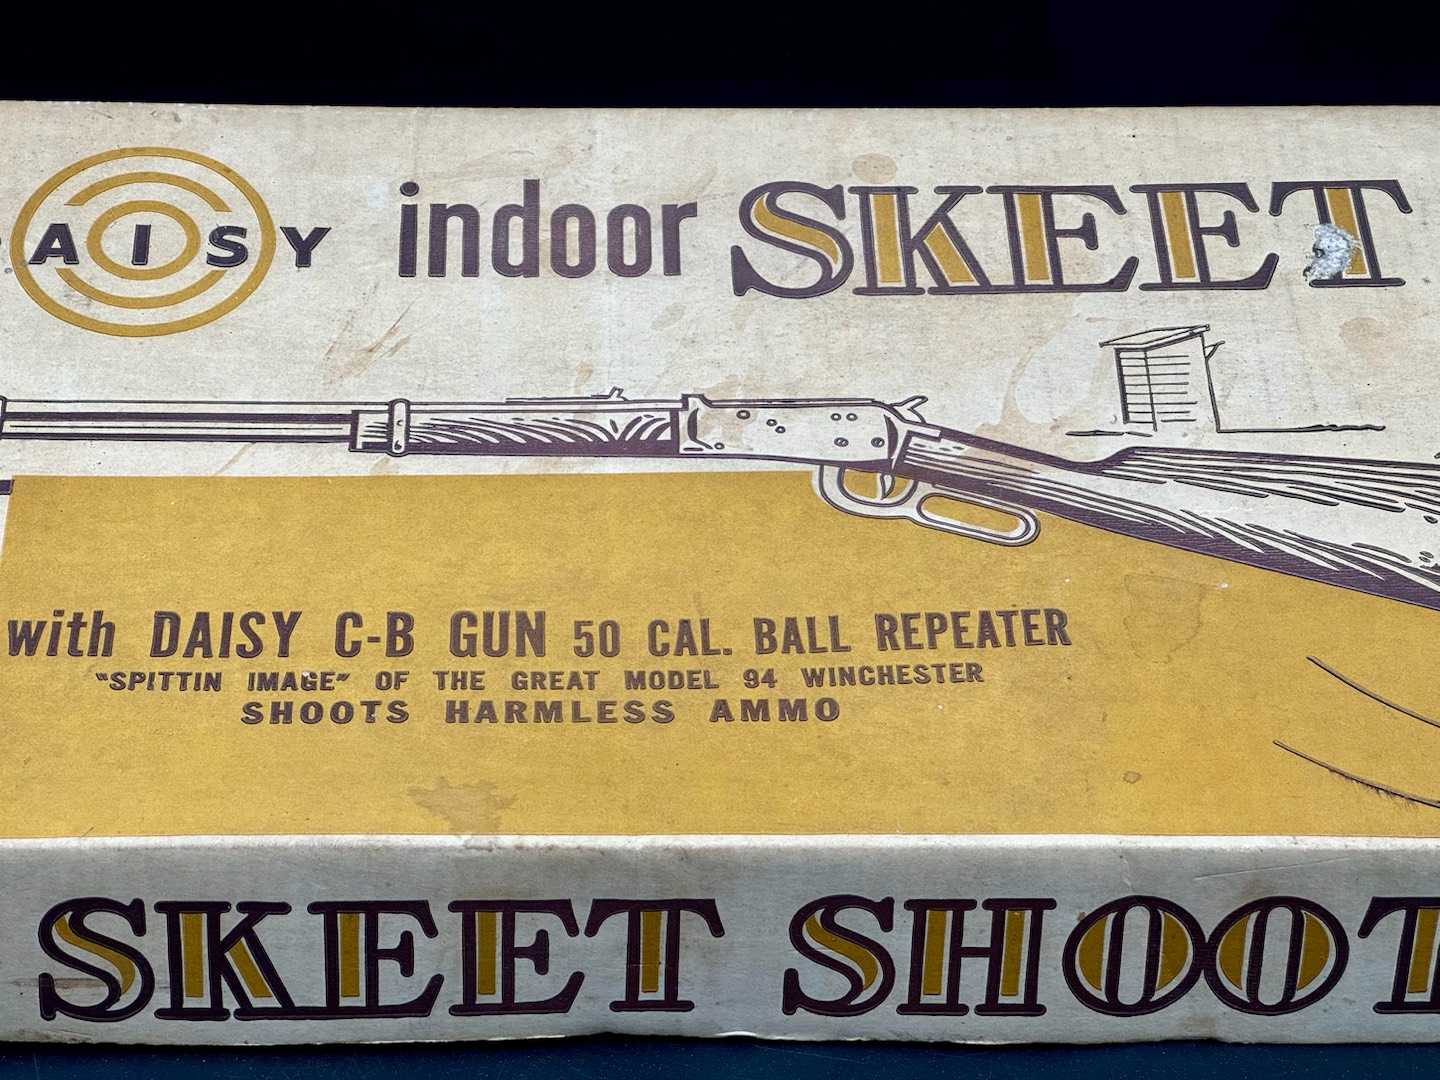 DAISY indoor SKEET
with DAISY C-B GUN 50 CAL. BALL REPEATER
"SPITTIN IMAGE" OF THE GREAT MODEL 94 WINCHESTER
SHOOTS HARMLESS AMMO
SKEET SHOOT